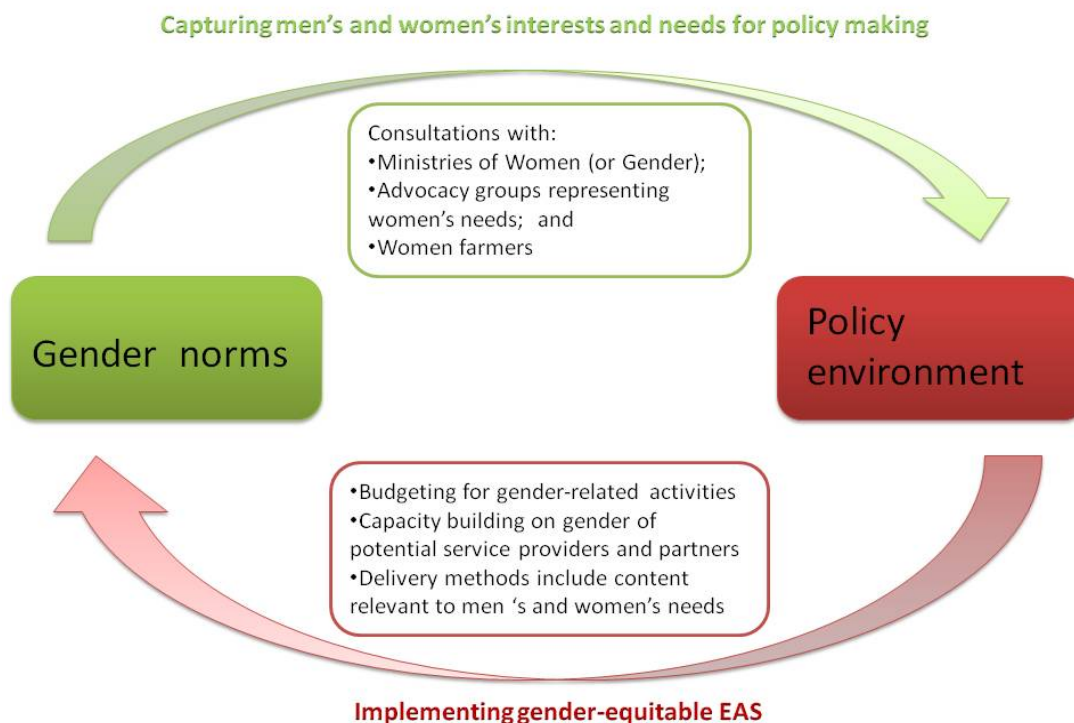 Capturing men's and women's interests and needs for policy making
Consultations with:
•Ministries of Women (or Gender);
•Advocacy groups representing
women's needs;  and
•Women farmers
Gender  norms
Policy
environment
•Budgeting for gender-related activities
•Capacity building on gender of
potential service providers and partners
•Delivery methods include content
relevant to men 's and women's needs
Implementing gender-equitable EAS